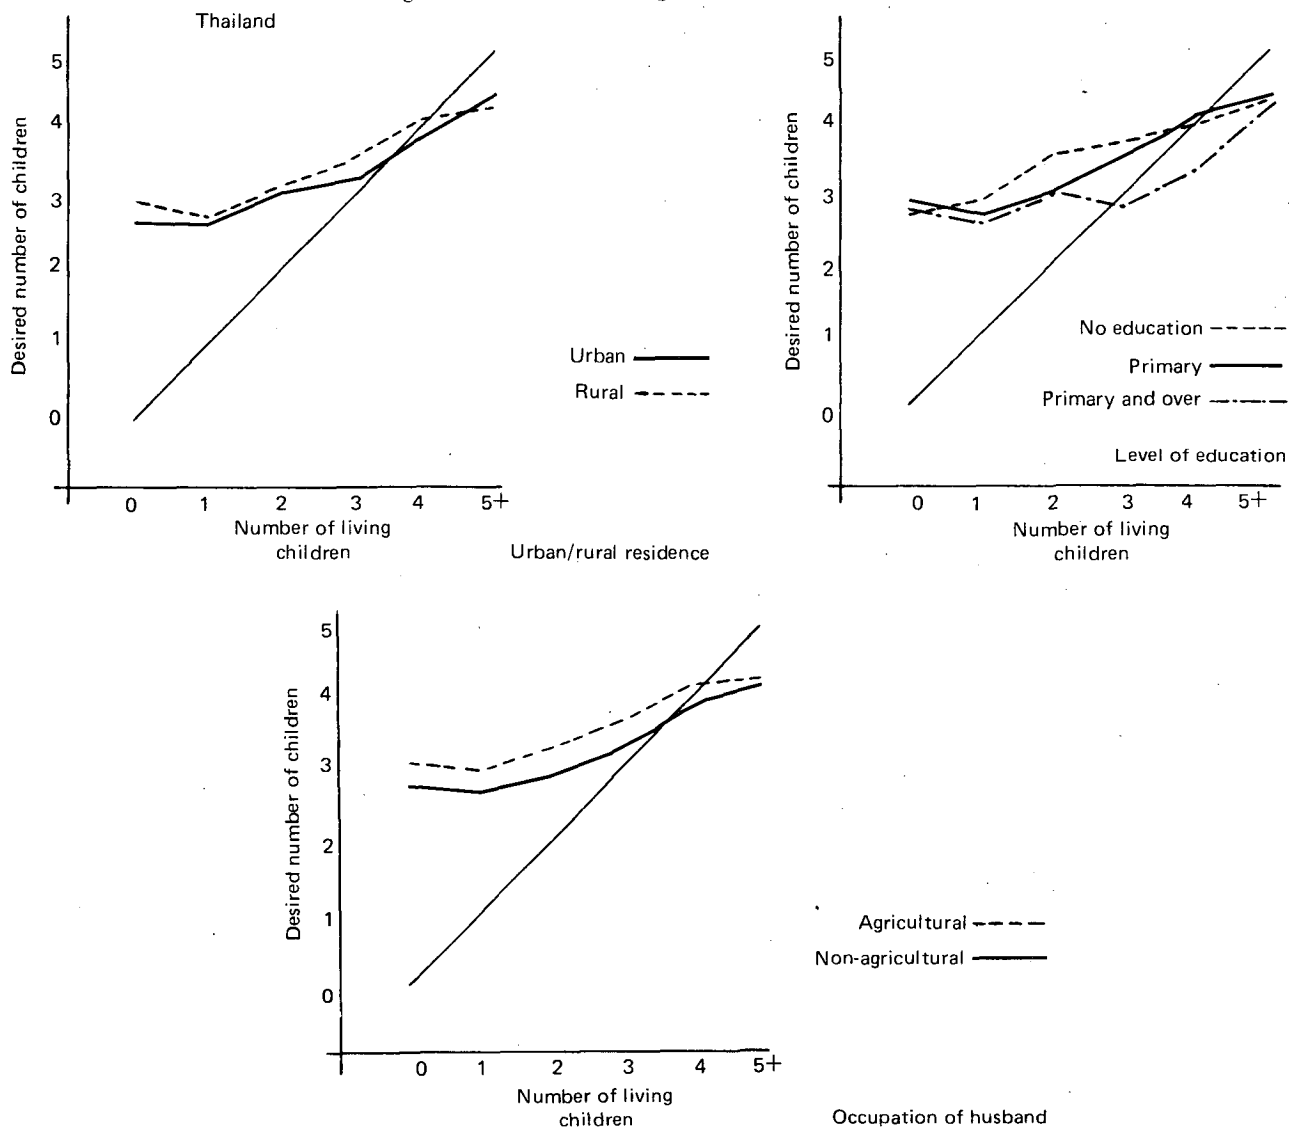 Thailand
5
4
3
2
1
0
Desired number of children
Urban
Rural
0 1 2 3 4 5+
Number of living
children
Urban/rural residence
5
4
3
2
1
0
Desired number of children
No education
Primary
Primary and over
Level of education
0 1 2 3 4 5+
Number of living
children
5
4
3
2
1
0
Desired number of children
Agricultural
Non-agricultural
0 1 2 3 4 5+
Number of living
children
Occupation of husband